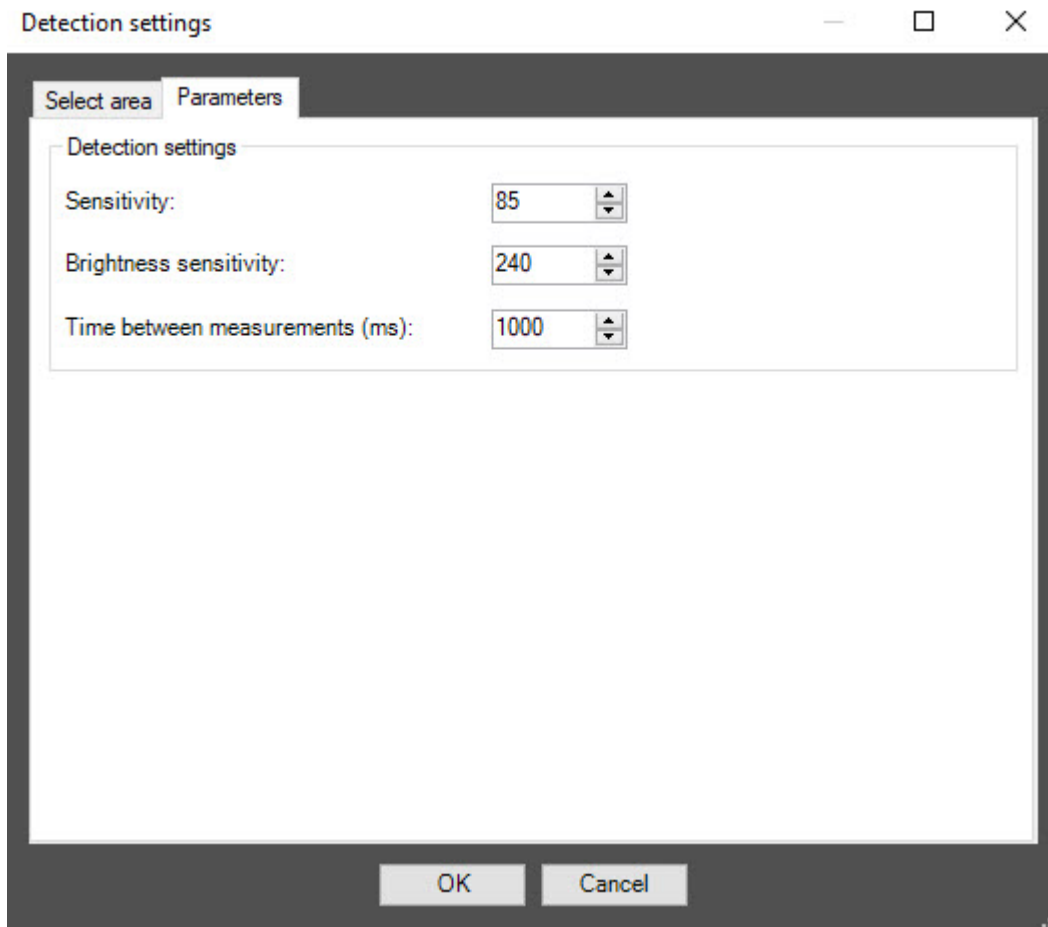 Detection settings
Select area Parameters
Detection settings
Sensitivity: 85
Brightness sensitivity: 240
Time between measurements (ms): 1000
OK Cancel